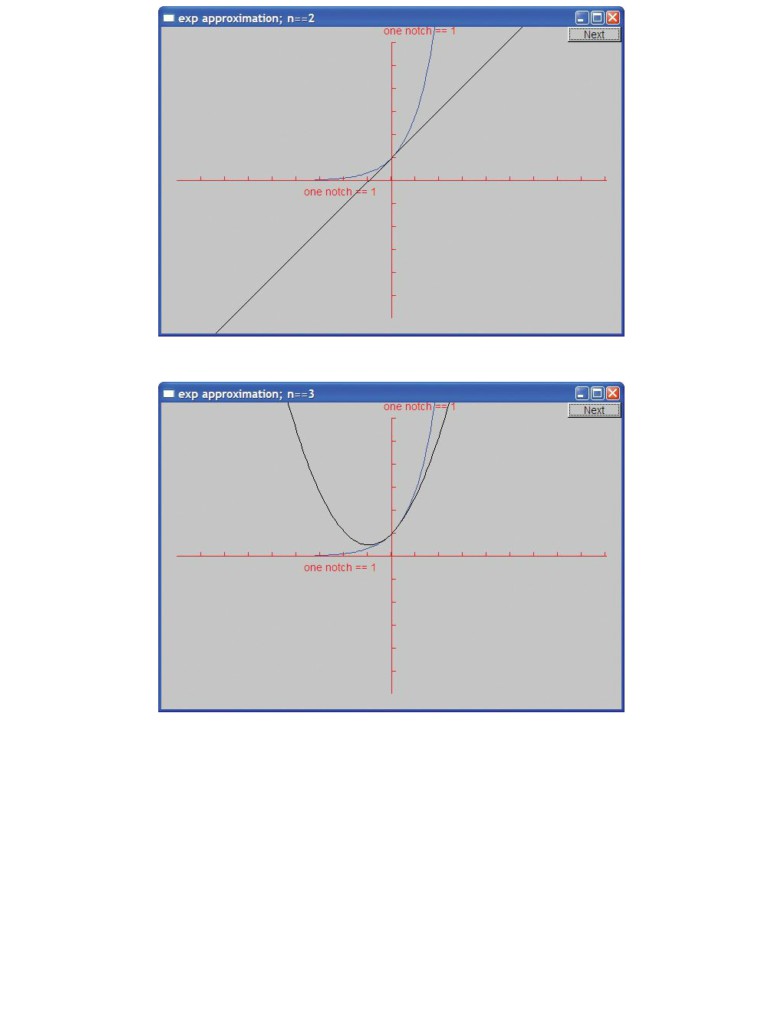 exp approximation; n==2
one notch == 1
Next
one notch == 1
exp approximation; n==3
one notch == 1
Next
one notch == 1